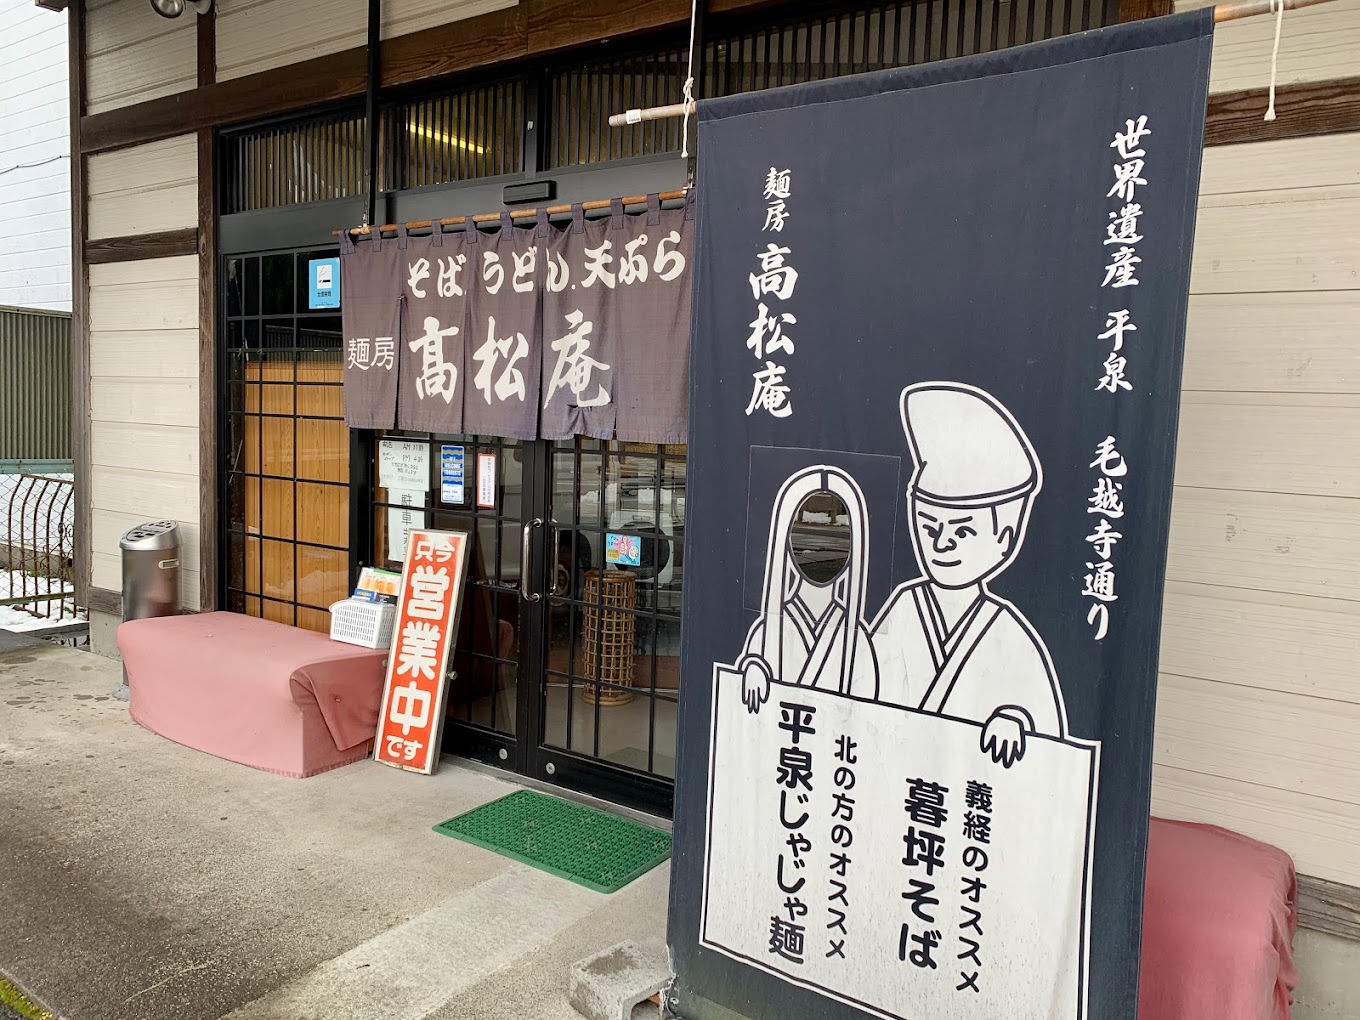 そば.うどん.天ぷら
麺房
高松庵
只今
営業中
です
世界遺産 平泉 毛越寺通り
麺房 高松庵
義経のオススメ
暮坪そば
北の方のオススメ
平泉じゃじゃ麺